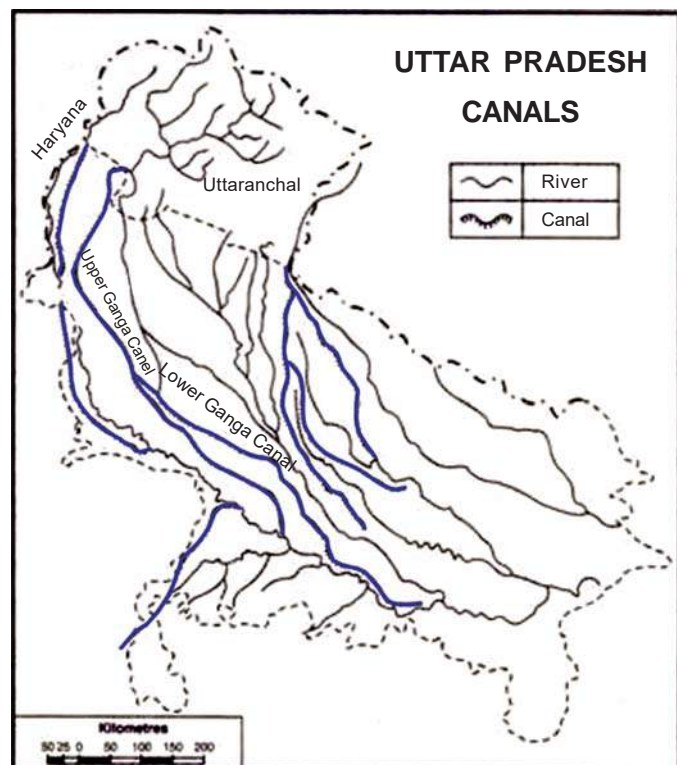 UTTAR PRADESH
CANALS
Haryana
Uttaranchal
River
Canal
Upper Ganga Canel
Lower Ganga Canal
Kilometres
50 25 0 50 100 150 200